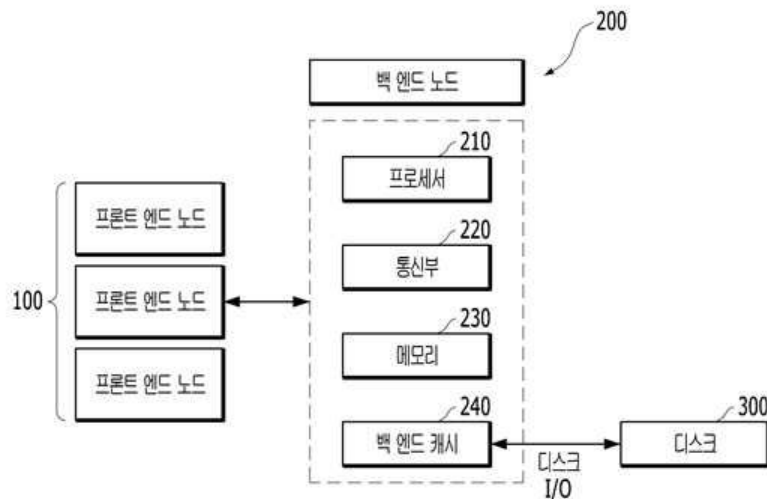 200
백 엔드 노드
210
프로세서
프론트 엔드 노드
220
통신부
100
프론트 엔드 노드
230
메모리
프론트 엔드 노드
240
백 엔드 캐시
300
디스크
디스크
I/O